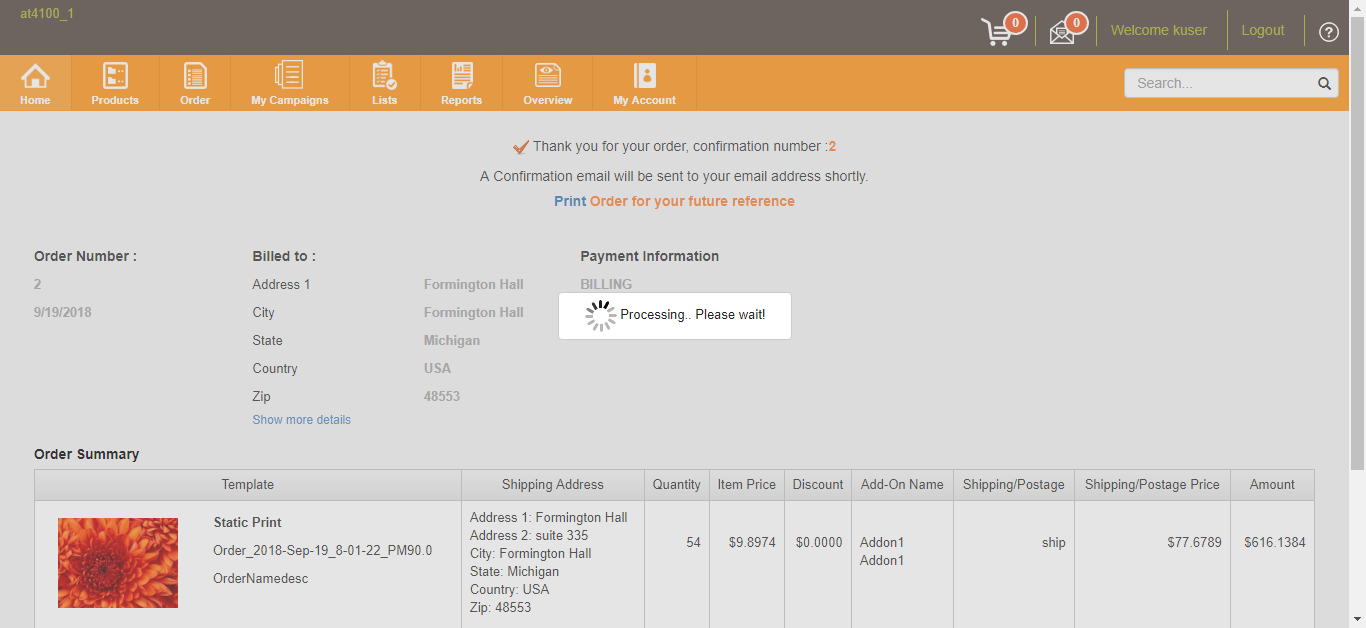 at4100_1
0
0
Welcome kuser
Logout
?
Home
Products
Order
My Campaigns
Lists
Reports
Overview
My Account
Search...
Thank you for your order, confirmation number :2
A Confirmation email will be sent to your email address shortly.
Print Order for your future reference
Order Number :
2
9/19/2018
Billed to :
Address 1 Formington Hall
City Formington Hall
State Michigan
Country USA
Zip 48553
Show more details
Payment Information
BILLING
Processing.. Please wait!
Order Summary
Template Shipping Address Quantity Item Price Discount Add-On Name Shipping/Postage Shipping/Postage Price Amount
Static Print
Order_2018-Sep-19_8-01-22_PM90.0
OrderNamedesc
Address 1: Formington Hall
Address 2: suite 335
City: Formington Hall
State: Michigan
Country: USA
Zip: 48553
54 $9.8974 $0.0000 Addon1 ship $77.6789 $616.1384
Addon1